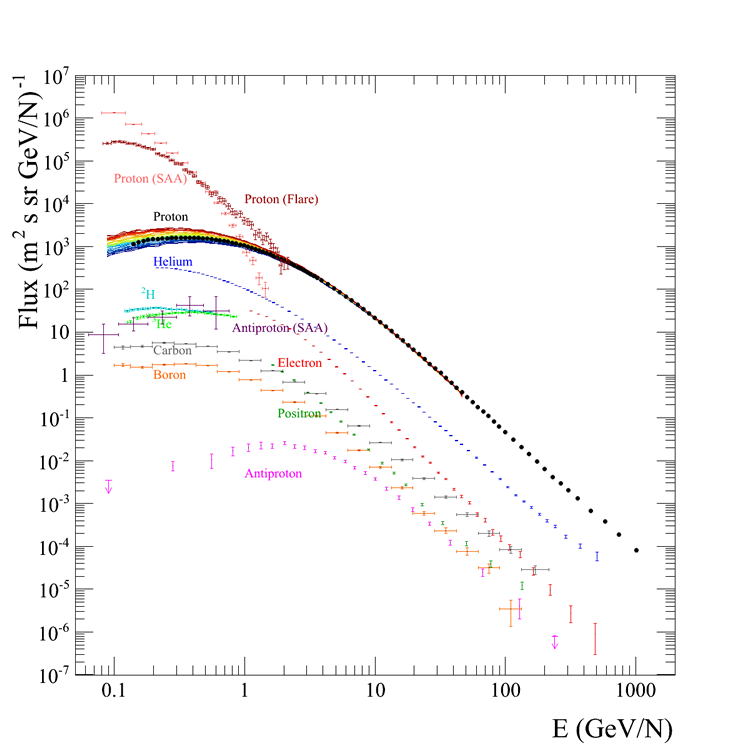 Flux (m² s sr GeV/N)⁻¹
10⁷
10⁶
10⁵
10⁴
10³
10²
10
1
10⁻¹
10⁻²
10⁻³
10⁻⁴
10⁻⁵
10⁻⁶
10⁻⁷
Proton (SAA)
Proton (Flare)
Proton
Helium
²H
³He
Antiproton (SAA)
Carbon
Electron
Boron
Positron
Antiproton
0.1 1 10 100 1000
E (GeV/N)